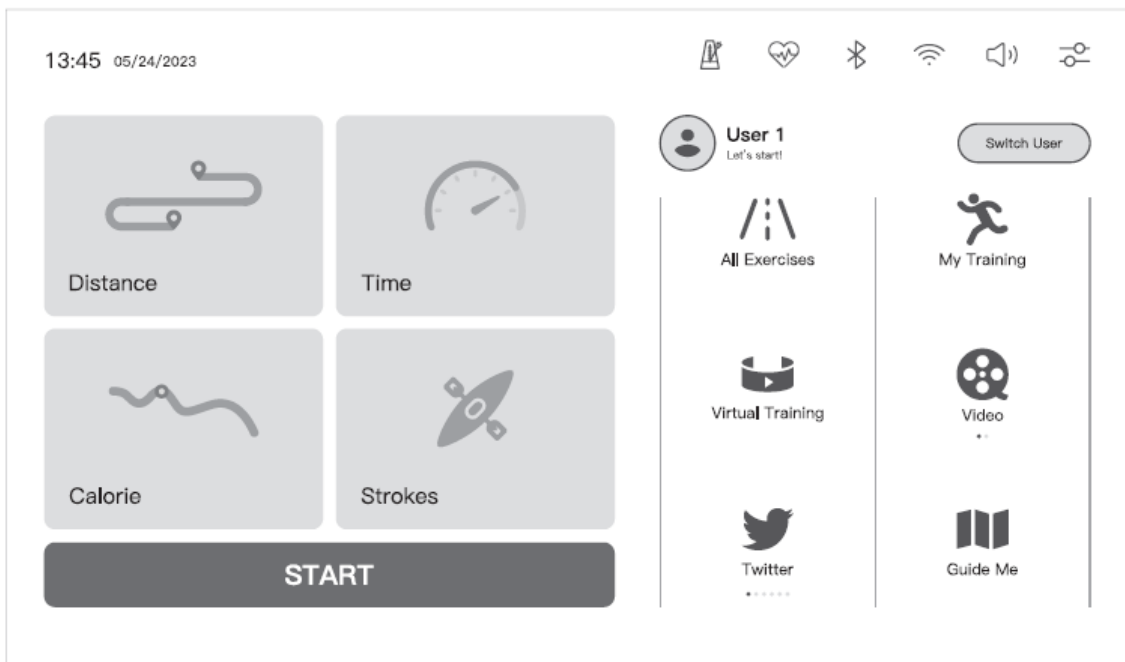 13:45 05/24/2023
User 1
Let's start!
Switch User
Distance
Time
All Exercises
My Training
Calorie
Strokes
Virtual Training
Video
START
Twitter
Guide Me